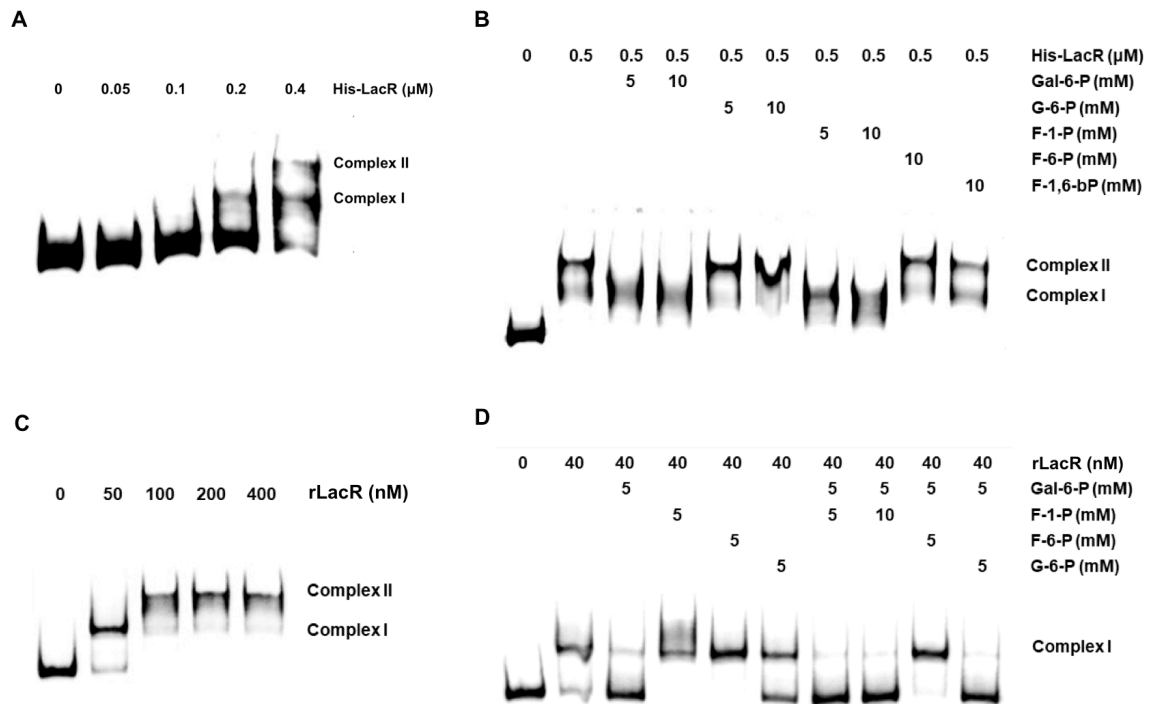 A
0 0.05 0.1 0.2 0.4 His-LacR (µM)
Complex II
Complex I
B
0 0.5 0.5 0.5 0.5 0.5 0.5 0.5 0.5 0.5 His-LacR (µM)
5 10 Gal-6-P (mM)
5 10 G-6-P (mM)
5 10 F-1-P (mM)
10 F-6-P (mM)
10 F-1,6-bP (mM)
Complex II
Complex I
C
0 50 100 200 400 rLacR (nM)
Complex II
Complex I
D
0 40 40 40 40 40 40 40 40 40 rLacR (nM)
5 5 5 5 5 Gal-6-P (mM)
5 5 10 F-1-P (mM)
5 5 F-6-P (mM)
5 5 G-6-P (mM)
Complex I